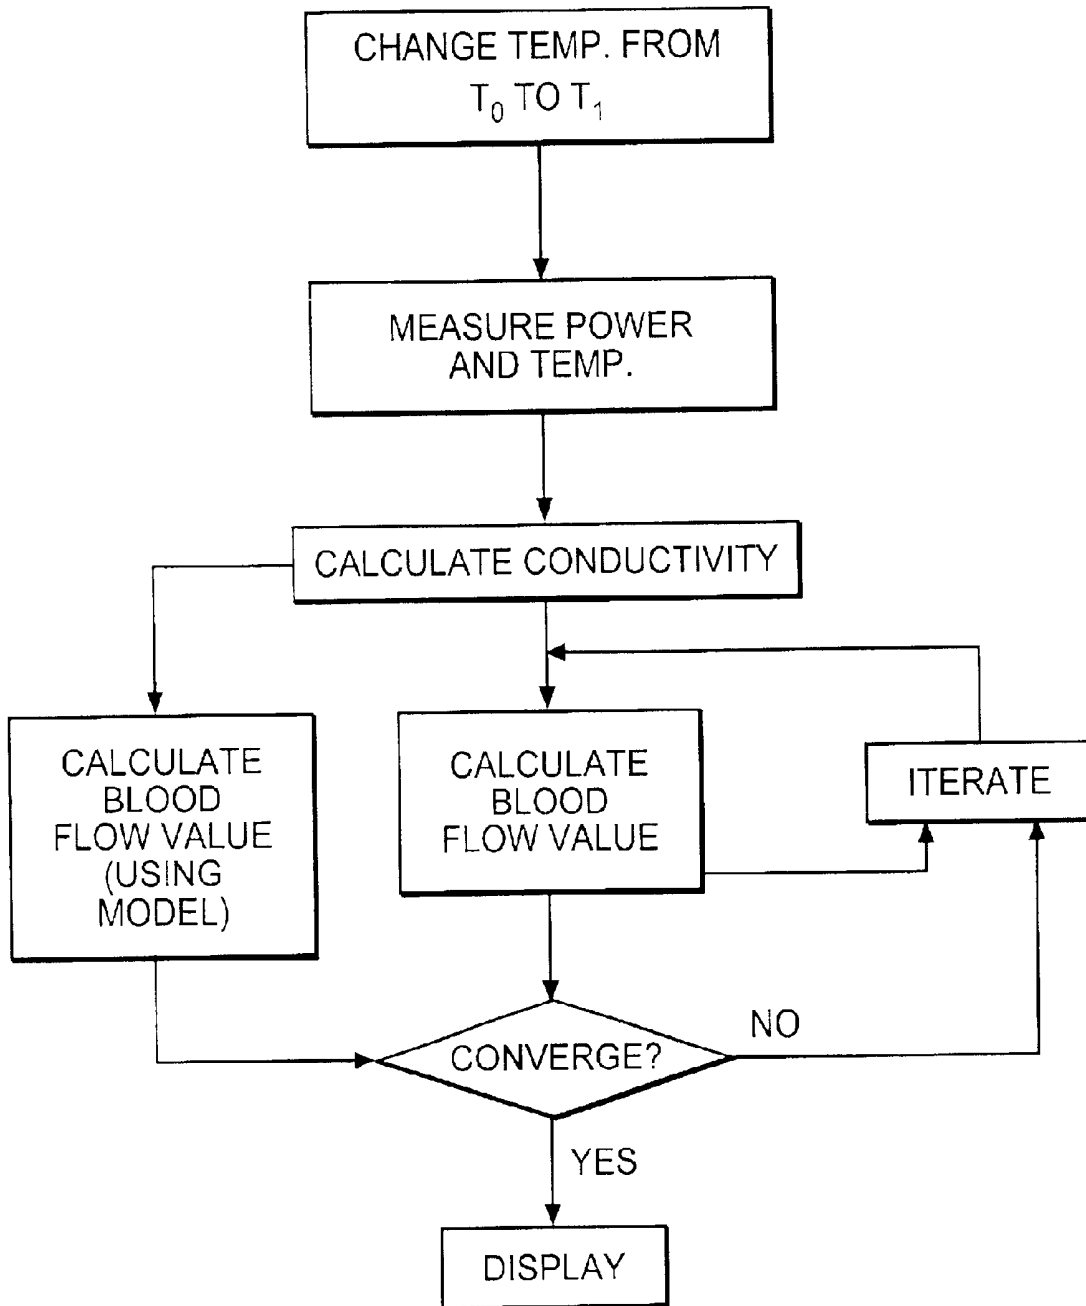 CHANGE TEMP. FROM
T₀ TO T₁
MEASURE POWER
AND TEMP.
CALCULATE CONDUCTIVITY
CALCULATE
BLOOD
FLOW VALUE
(USING
MODEL)
CALCULATE
BLOOD
FLOW VALUE
ITERATE
CONVERGE?
NO
YES
DISPLAY